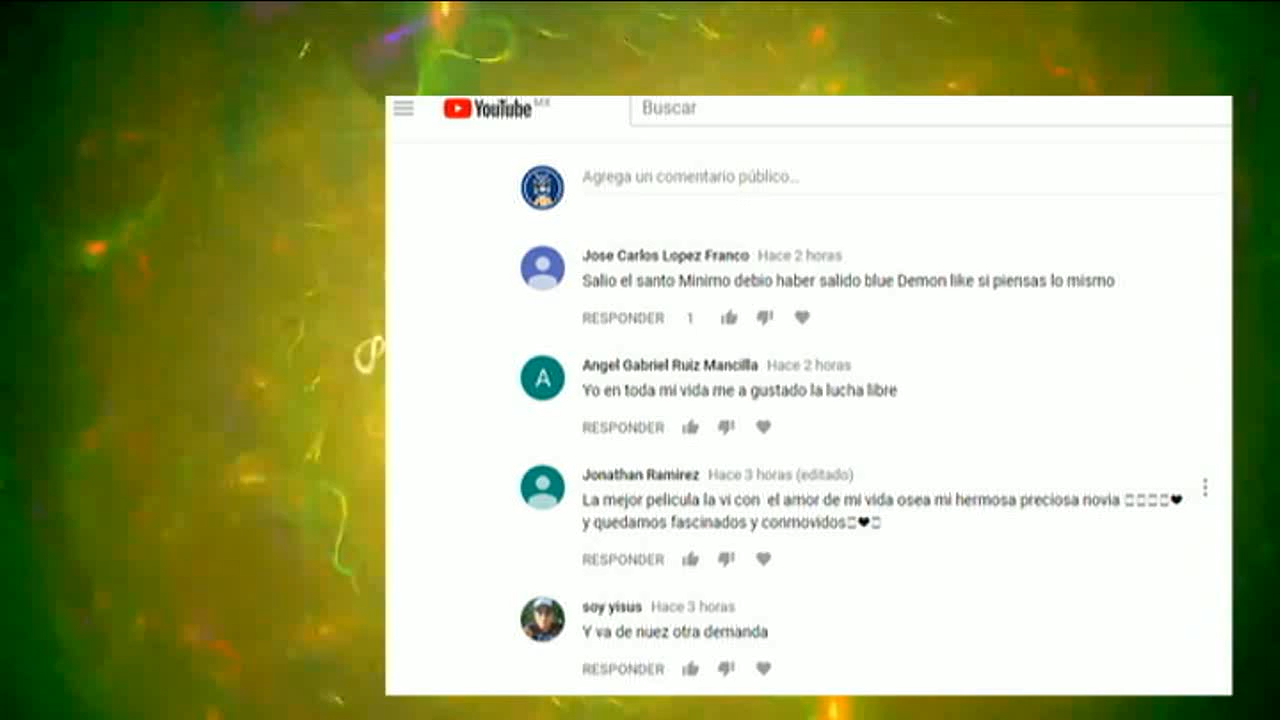 YouTube MX
Buscar
Agrega un comentario público...
Jose Carlos Lopez Franco Hace 2 horas
Salio el santo Minimo debio haber salido blue Demon like si piensas lo mismo
RESPONDER 1
A
Angel Gabriel Ruiz Mancilla Hace 2 horas
Yo en toda mi vida me a gustado la lucha libre
RESPONDER
Jonathan Ramirez Hace 3 horas (editado)
La mejor pelicula la vi con el amor de mi vida osea mi hermosa preciosa novia □□□□❤
y quedamos fascinados y conmovidos□❤□
RESPONDER
soy yisus Hace 3 horas
Y va de nuez otra demanda
RESPONDER